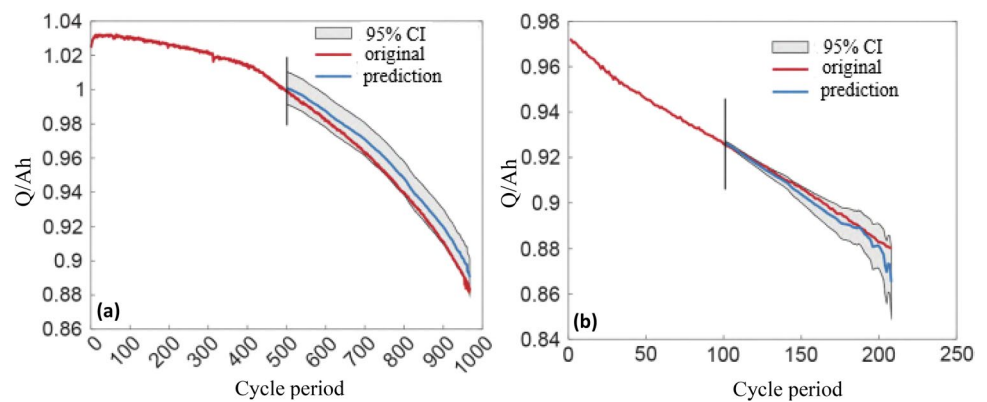 1.04
1.02
1
0.98
0.96
0.94
0.92
0.9
0.88
0.86
Q/Ah
95% CI
original
prediction
(a)
0 100 200 300 400 500 600 700 800 900 1000
Cycle period
0.98
0.96
0.94
0.92
0.9
0.88
0.86
0.84
Q/Ah
95% CI
original
prediction
(b)
0 50 100 150 200 250
Cycle period